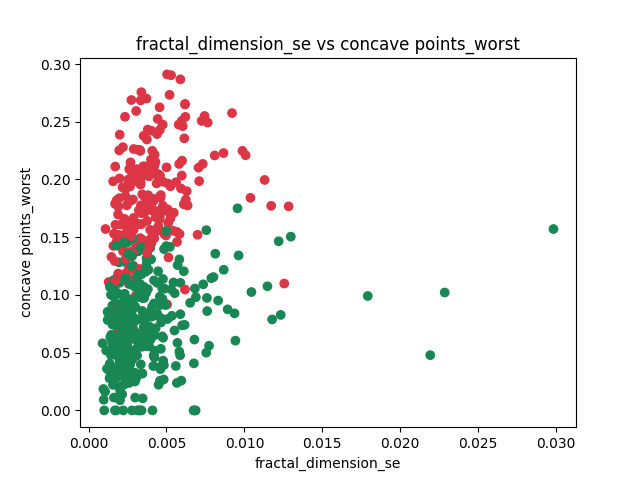 fractal_dimension_se vs concave points_worst
0.30
0.25
0.20
0.15
0.10
0.05
0.00
concave points_worst
0.000 0.005 0.010 0.015 0.020 0.025 0.030
fractal_dimension_se